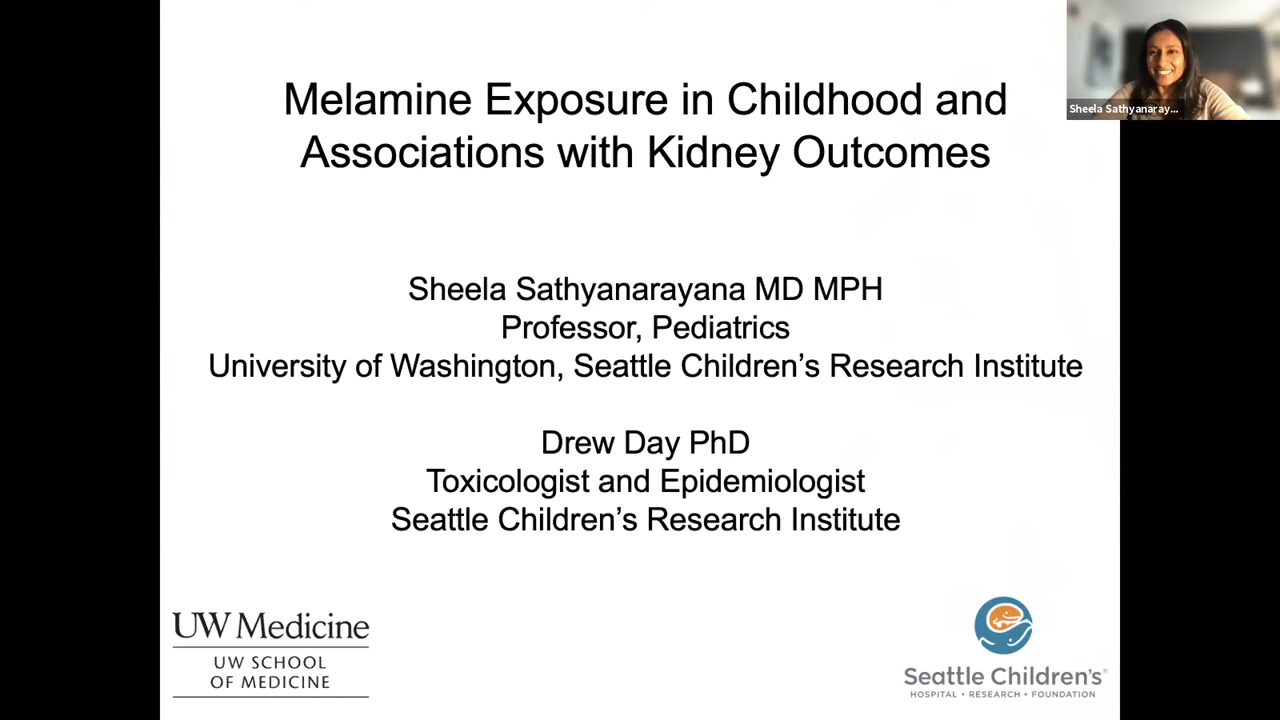 Melamine Exposure in Childhood and
Associations with Kidney Outcomes
Sheela Sathyanaray...
Sheela Sathyanarayana MD MPH
Professor, Pediatrics
University of Washington, Seattle Children’s Research Institute
Drew Day PhD
Toxicologist and Epidemiologist
Seattle Children’s Research Institute
UW Medicine
UW SCHOOL
OF MEDICINE
Seattle Children’s®
HOSPITAL • RESEARCH • FOUNDATION